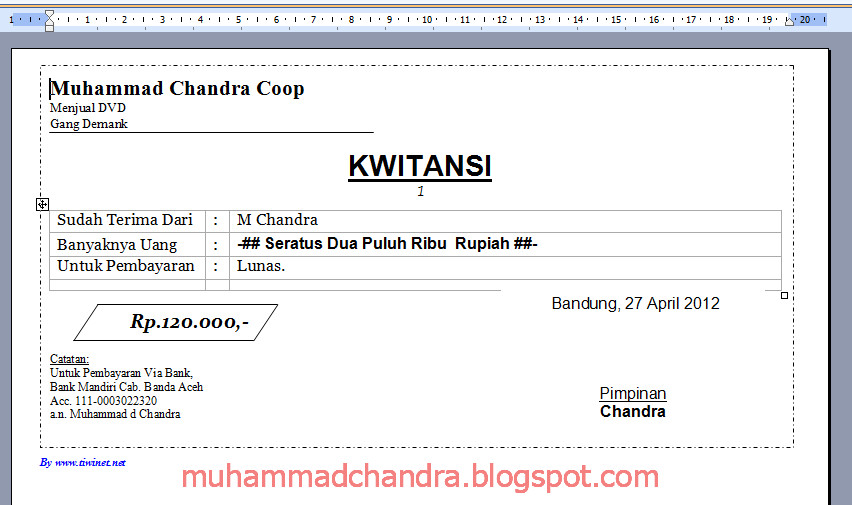 1 1 2 3 4 5 6 7 8 9 10 11 12 13 14 15 16 17 18 19 20
Muhammad Chandra Coop
Menjual DVD
Gang Demank
KWITANSI
1
Sudah Terima Dari : M Chandra
Banyaknya Uang : -## Seratus Dua Puluh Ribu  Rupiah ##-
Untuk Pembayaran : Lunas.
Bandung, 27 April 2012
Rp.120.000,-
Catatan:
Untuk Pembayaran Via Bank,
Bank Mandiri Cab. Banda Aceh
Acc. 111-0003022320
a.n. Muhammad d Chandra
Pimpinan
Chandra
By www.tiwinet.net
muhammadchandra.blogspot.com